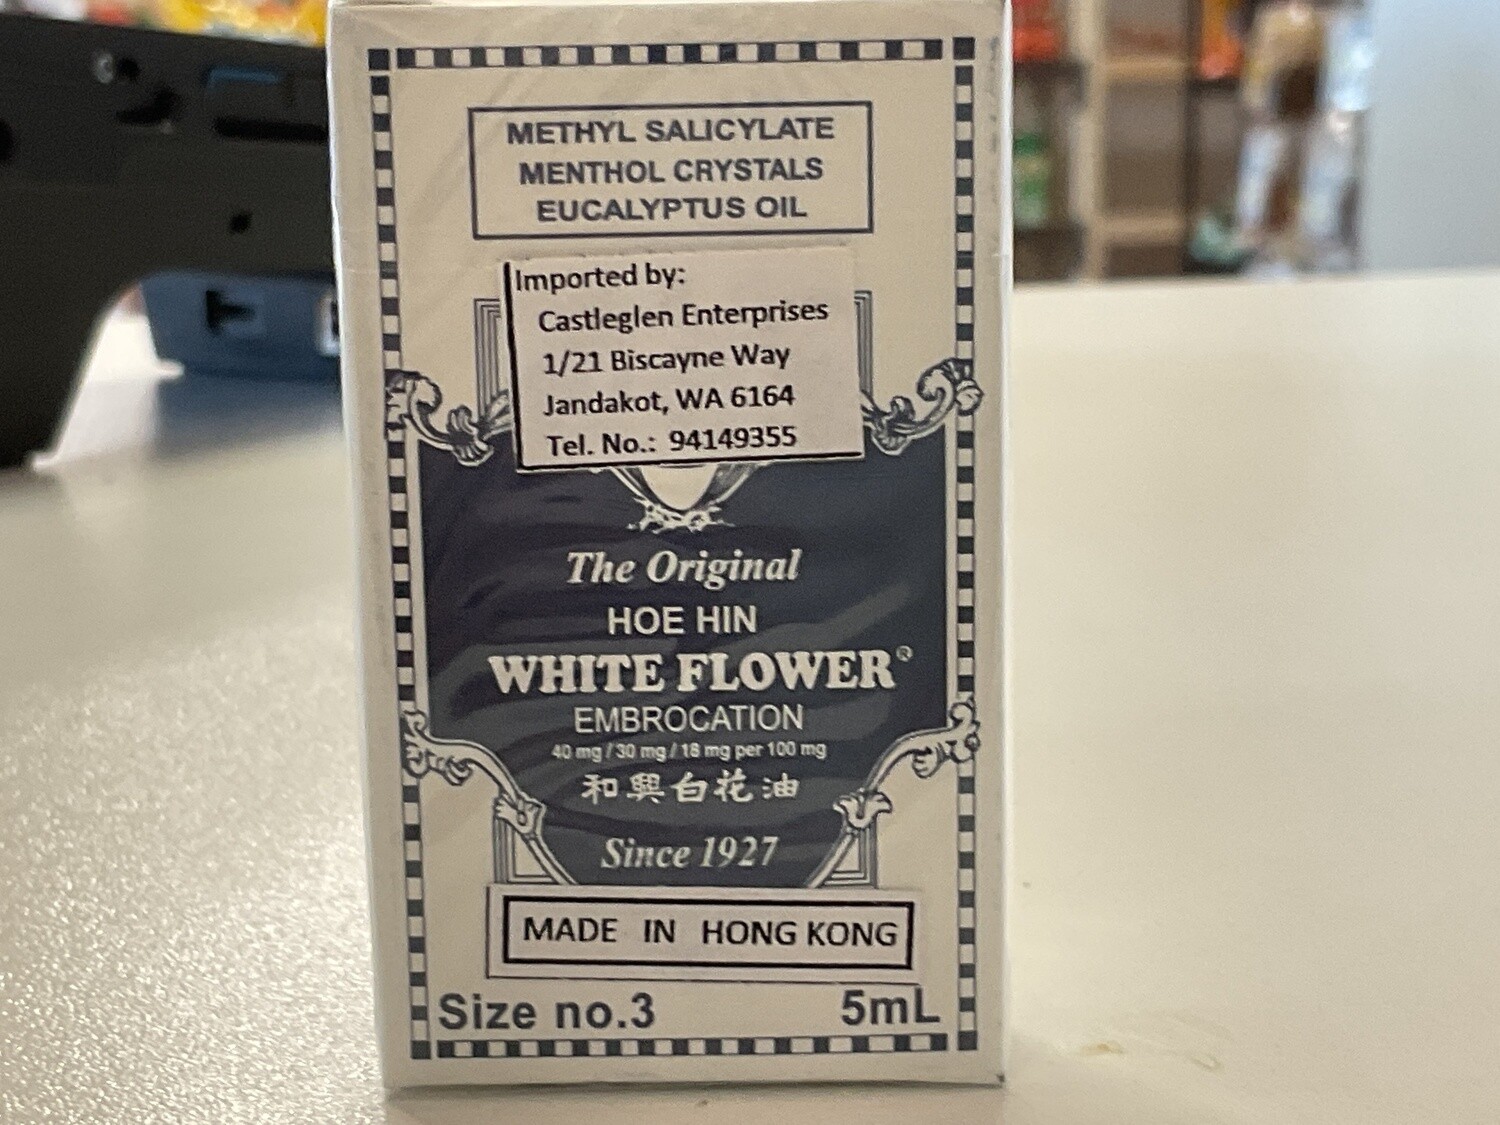 METHYL SALICYLATE
MENTHOL CRYSTALS
EUCALYPTUS OIL
Imported by:
Castleglen Enterprises
1/21 Biscayne Way
Jandakot, WA 6164
Tel. No.: 94149355
The Original
HOE HIN
WHITE FLOWER®
EMBROCATION
40 mg / 30 mg / 18 mg per 100 mg
和興白花油
Since 1927
MADE IN HONG KONG
Size no.3 5mL